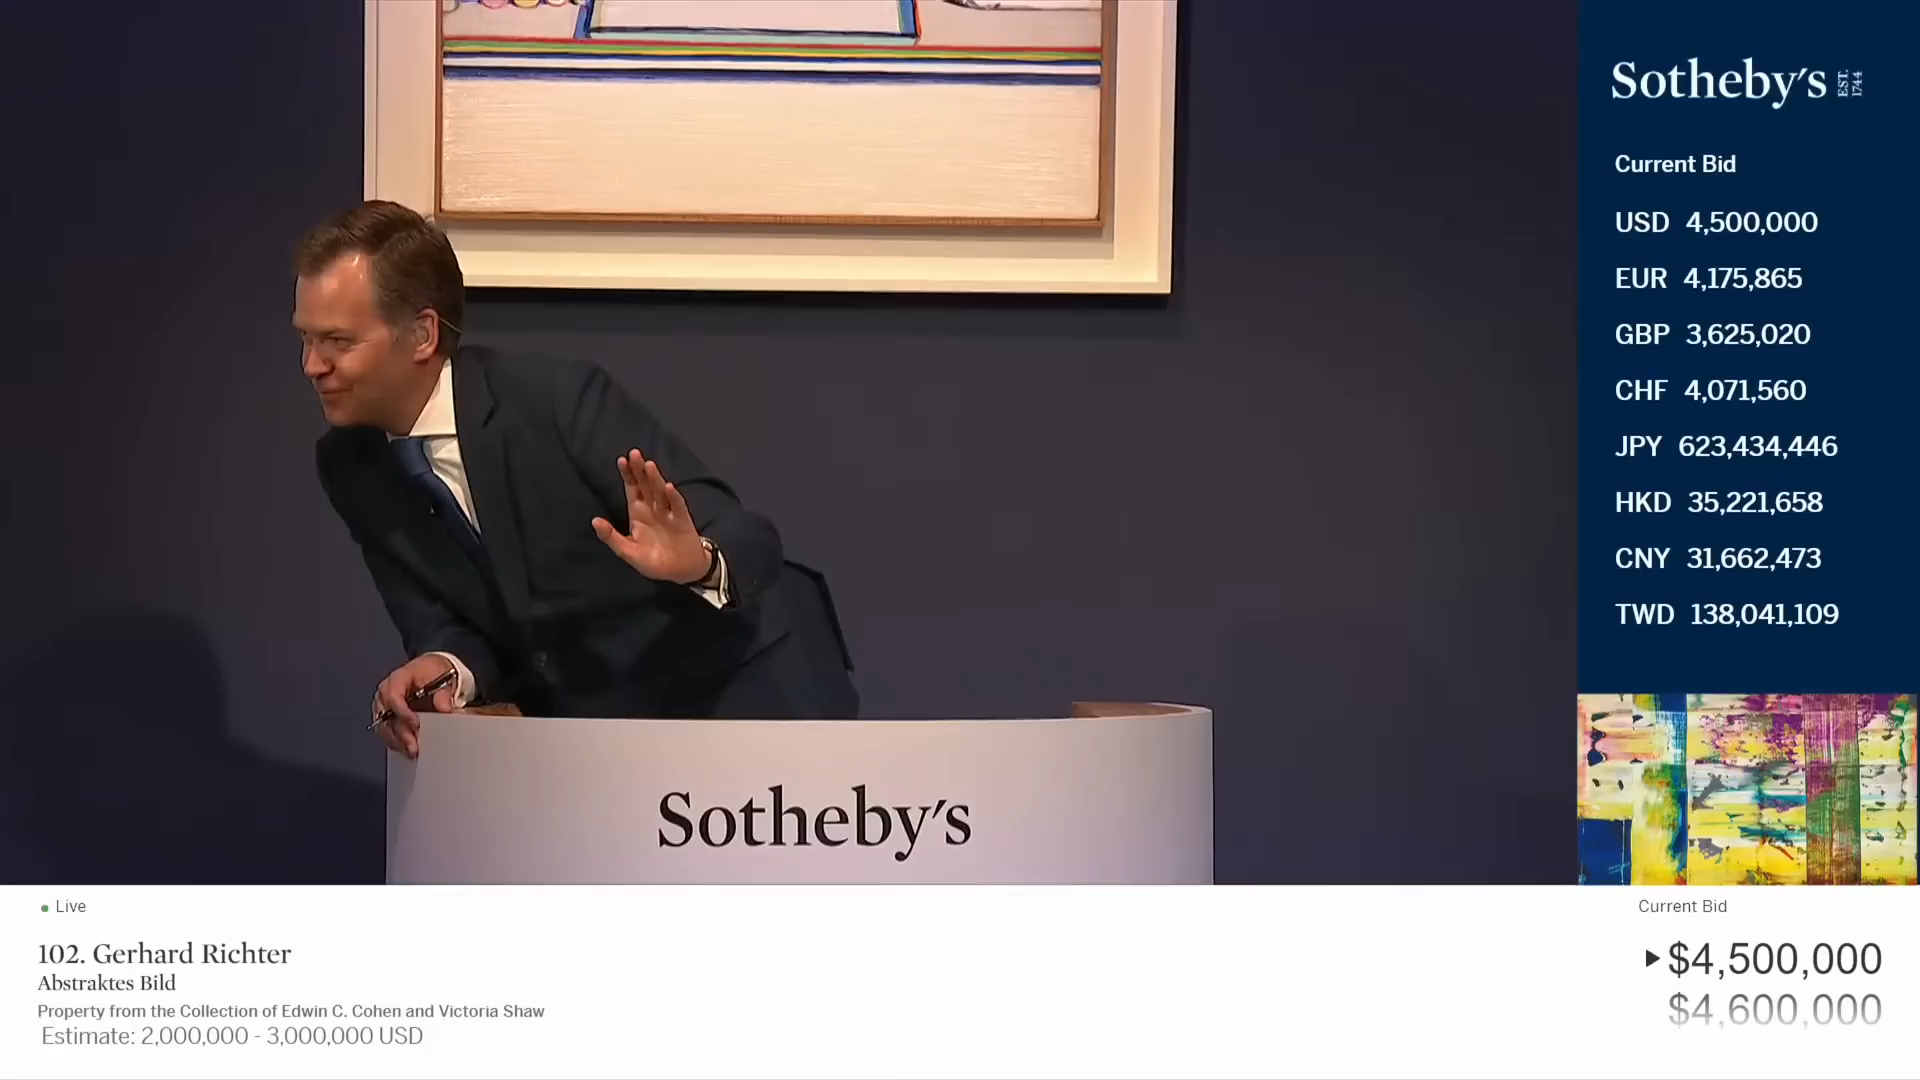 Sotheby's EST. 1744
Current Bid
USD 4,500,000
EUR 4,175,865
GBP 3,625,020
CHF 4,071,560
JPY 623,434,446
HKD 35,221,658
CNY 31,662,473
TWD 138,041,109
Sotheby's
Live
102. Gerhard Richter
Abstraktes Bild
Property from the Collection of Edwin C. Cohen and Victoria Shaw
Estimate: 2,000,000 - 3,000,000 USD
Current Bid
$4,500,000
$4,600,000